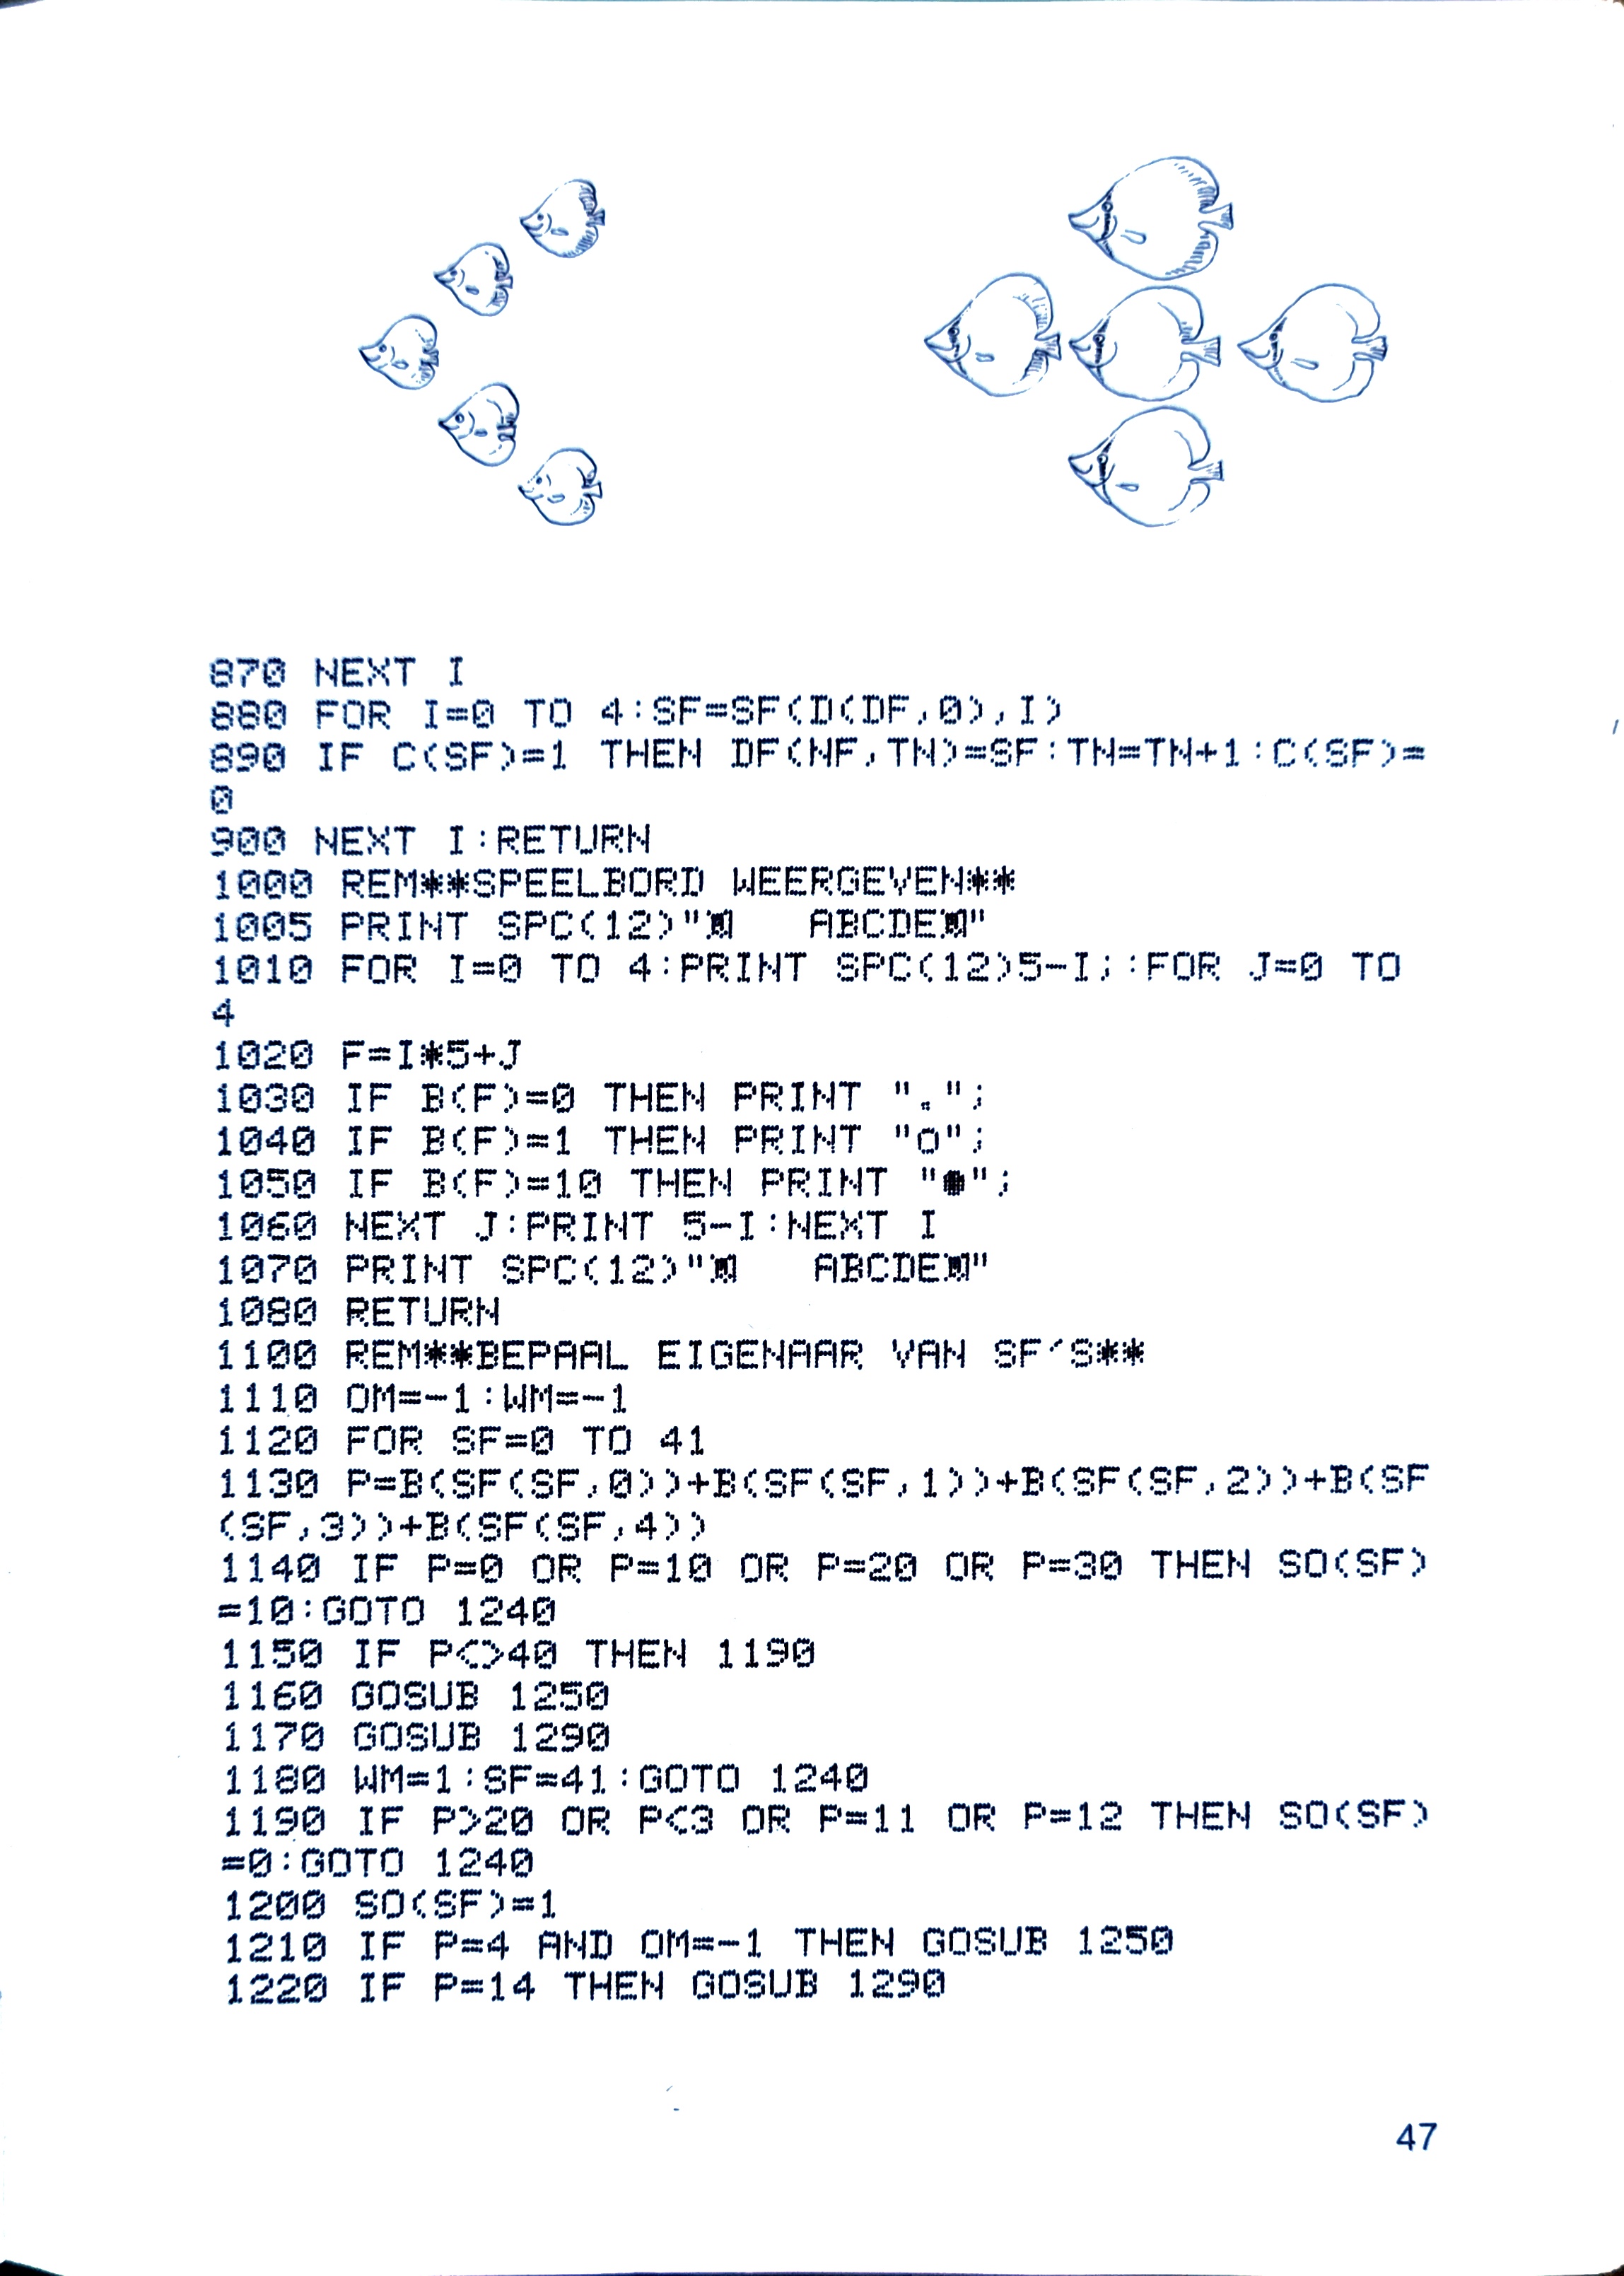 870 NEXT I
880 FOR I=0 TO 4:SF=SF(D(DF,0),I)
890 IF C(SF)=1 THEN DF(NF,TN)=SF:TN=TN+1:C(SF)=
0
900 NEXT I:RETURN
1000 REM**SPEELBORD WEERGEVEN**
1005 PRINT SPC(12)"   ABCDE"
1010 FOR I=0 TO 4:PRINT SPC(12)5-I;:FOR J=0 TO
4
1020 F=I*5+J
1030 IF B(F)=0 THEN PRINT ".";
1040 IF B(F)=1 THEN PRINT "○";
1050 IF B(F)=10 THEN PRINT "●";
1060 NEXT J:PRINT 5-I:NEXT I
1070 PRINT SPC(12)"   ABCDE"
1080 RETURN
1100 REM**BEPAAL EIGENAAR VAN SF'S**
1110 OM=-1:WM=-1
1120 FOR SF=0 TO 41
1130 P=B(SF(SF,0))+B(SF(SF,1))+B(SF(SF,2))+B(SF
(SF,3))+B(SF(SF,4))
1140 IF P=0 OR P=10 OR P=20 OR P=30 THEN SO(SF)
=10:GOTO 1240
1150 IF P<>40 THEN 1190
1160 GOSUB 1250
1170 GOSUB 1290
1180 WM=1:SF=41:GOTO 1240
1190 IF P>20 OR P<3 OR P=11 OR P=12 THEN SO(SF)
=0:GOTO 1240
1200 SO(SF)=1
1210 IF P=4 AND OM=-1 THEN GOSUB 1250
1220 IF P=14 THEN GOSUB 1290
47